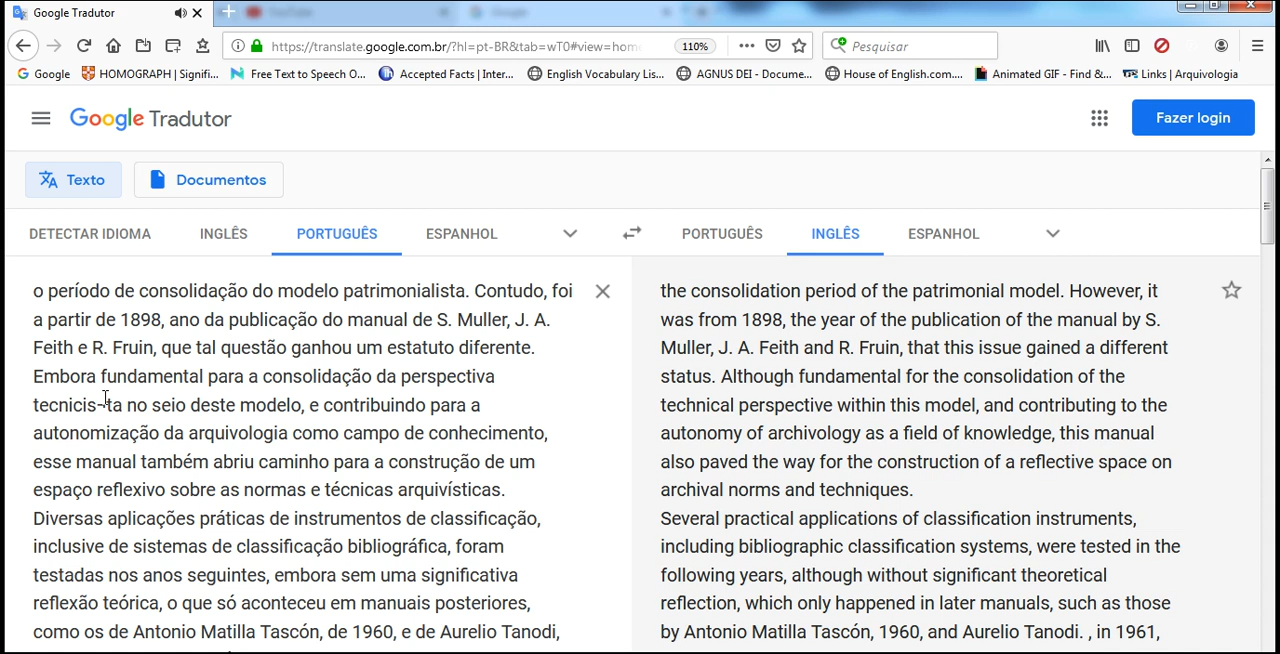 Google Tradutor
YouTube
Google
https://translate.google.com.br/?hl=pt-BR&tab=wT0#view=hom
110%
Pesquisar
Google
HOMOGRAPH | Signifi...
Free Text to Speech O...
Accepted Facts | Inter...
English Vocabulary Lis...
AGNUS DEI - Docume...
House of English.com....
Animated GIF - Find &...
Links | Arquivologia
Google Tradutor
Fazer login
Texto
Documentos
DETECTAR IDIOMA
INGLÊS
PORTUGUÊS
ESPANHOL
PORTUGUÊS
INGLÊS
ESPANHOL
o período de consolidação do modelo patrimonialista. Contudo, foi
a partir de 1898, ano da publicação do manual de S. Muller, J. A.
Feith e R. Fruin, que tal questão ganhou um estatuto diferente.
Embora fundamental para a consolidação da perspectiva
tecnicis-ta no seio deste modelo, e contribuindo para a
autonomização da arquivologia como campo de conhecimento,
esse manual também abriu caminho para a construção de um
espaço reflexivo sobre as normas e técnicas arquivísticas.
Diversas aplicações práticas de instrumentos de classificação,
inclusive de sistemas de classificação bibliográfica, foram
testadas nos anos seguintes, embora sem uma significativa
reflexão teórica, o que só aconteceu em manuais posteriores,
como os de Antonio Matilla Tascón, de 1960, e de Aurelio Tanodi,
the consolidation period of the patrimonial model. However, it
was from 1898, the year of the publication of the manual by S.
Muller, J. A. Feith and R. Fruin, that this issue gained a different
status. Although fundamental for the consolidation of the
technical perspective within this model, and contributing to the
autonomy of archivology as a field of knowledge, this manual
also paved the way for the construction of a reflective space on
archival norms and techniques.
Several practical applications of classification instruments,
including bibliographic classification systems, were tested in the
following years, although without significant theoretical
reflection, which only happened in later manuals, such as those
by Antonio Matilla Tascón, 1960, and Aurelio Tanodi. , in 1961,